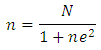 n = N / (1 + ne²)